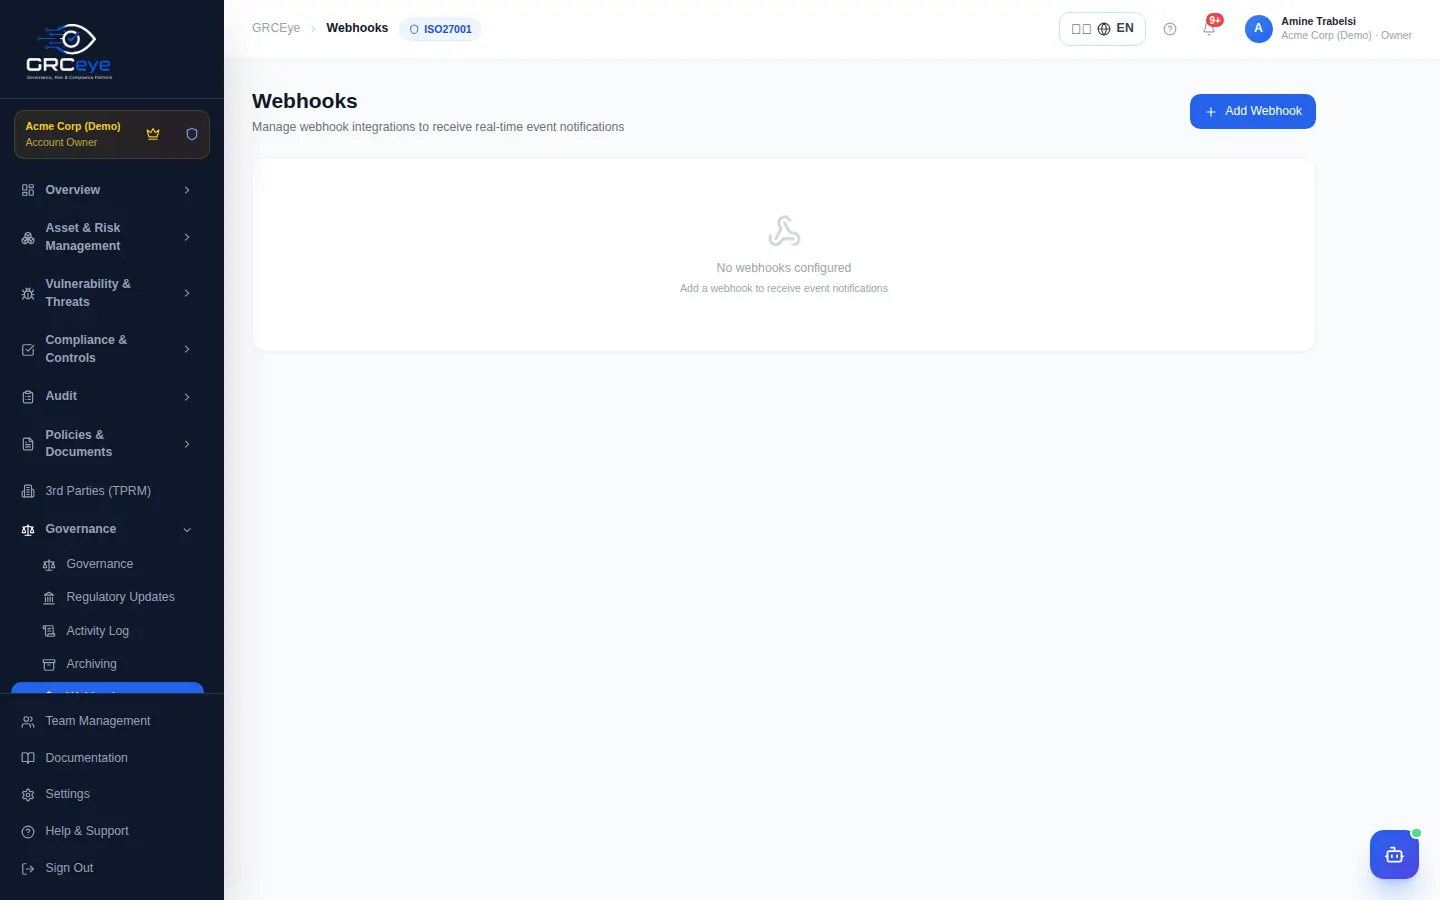 GRCeye
Governance, Risk & Compliance Platform
Acme Corp (Demo)
Account Owner
Overview
Asset & Risk
Management
Vulnerability &
Threats
Compliance &
Controls
Audit
Policies &
Documents
3rd Parties (TPRM)
Governance
Governance
Regulatory Updates
Activity Log
Archiving
Team Management
Documentation
Settings
Help & Support
Sign Out
GRCEye
Webhooks
ISO27001
EN
9+
A
Amine Trabelsi
Acme Corp (Demo) · Owner
Webhooks
Manage webhook integrations to receive real-time event notifications
Add Webhook
No webhooks configured
Add a webhook to receive event notifications